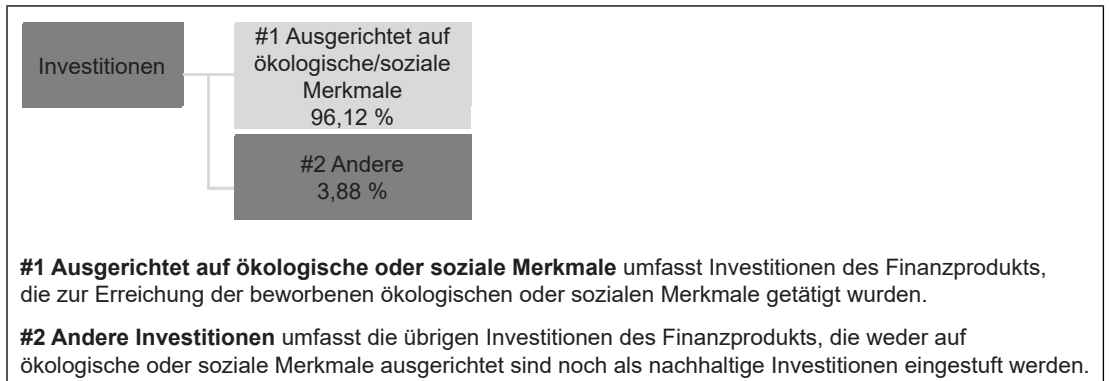 Investitionen
#1 Ausgerichtet auf
ökologische/soziale
Merkmale
96,12 %
#2 Andere
3,88 %
#1 Ausgerichtet auf ökologische oder soziale Merkmale umfasst Investitionen des Finanzprodukts,
die zur Erreichung der beworbenen ökologischen oder sozialen Merkmale getätigt wurden.
#2 Andere Investitionen umfasst die übrigen Investitionen des Finanzprodukts, die weder auf
ökologische oder soziale Merkmale ausgerichtet sind noch als nachhaltige Investitionen eingestuft werden.